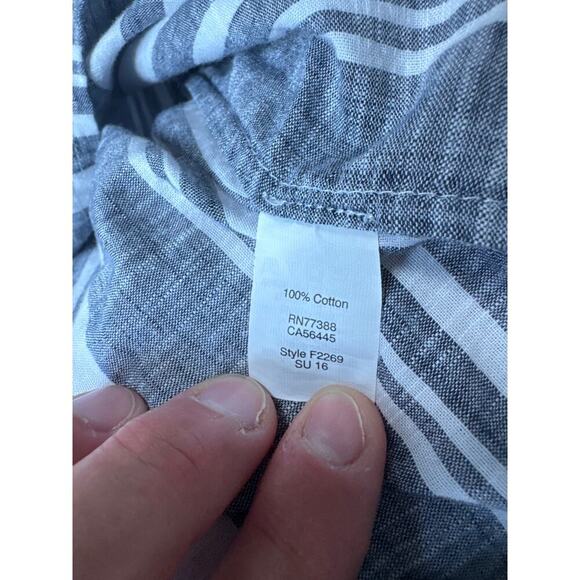 100% Cotton
RN77388
CA56445
Style F2269
SU 16